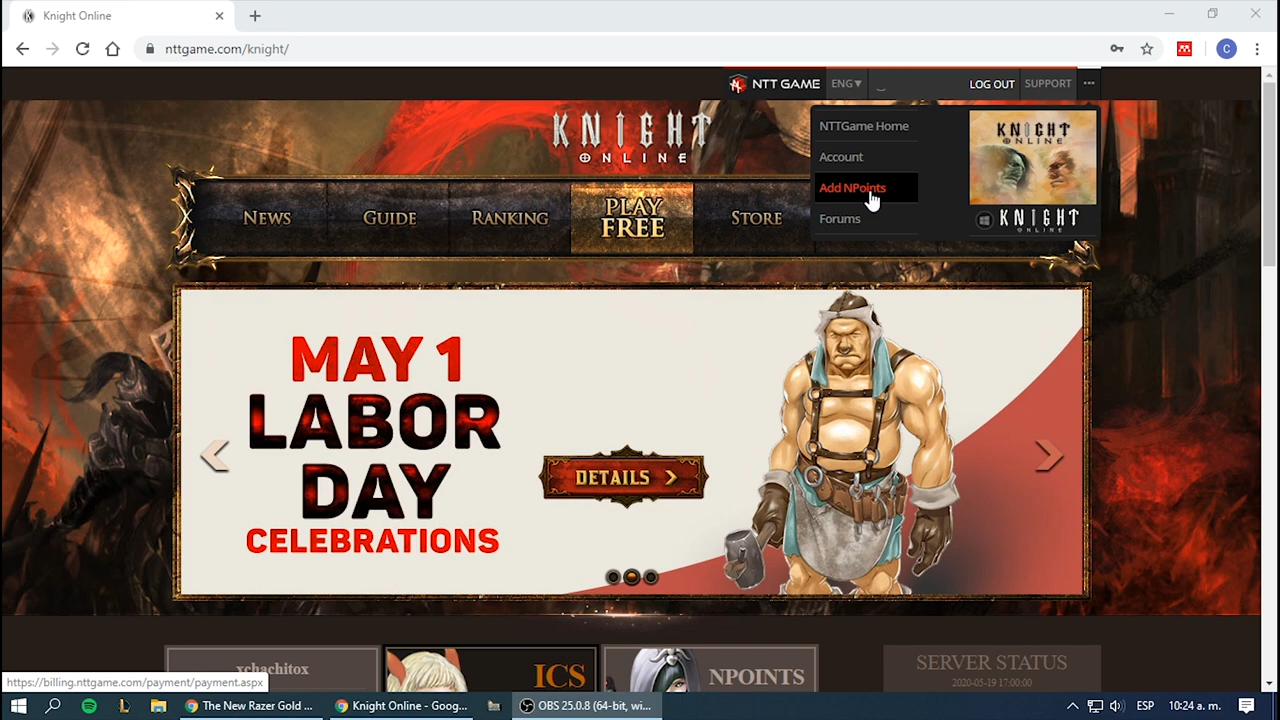 Knight Online
nttgame.com/knight/
C
NTT GAME ENG▼ LOG OUT SUPPORT ...
NTTGame Home
Account
Add NPoints
Forums
KNIGHT
ONLINE
KNIGHT
ONLINE
KNIGHT
ONLINE
NEWS
GUIDE
RANKING
PLAY
FREE
STORE
MAY 1
LABOR
DAY
CELEBRATIONS
DETAILS >
xchachitox
ICS
NPOINTS
SERVER STATUS
2020-05-19 17:00:00
https://billing.nttgame.com/payment/payment.aspx
The New Razer Gold ...
Knight Online - Goog...
OBS 25.0.8 (64-bit, wi...
ESP
10:24 a. m.